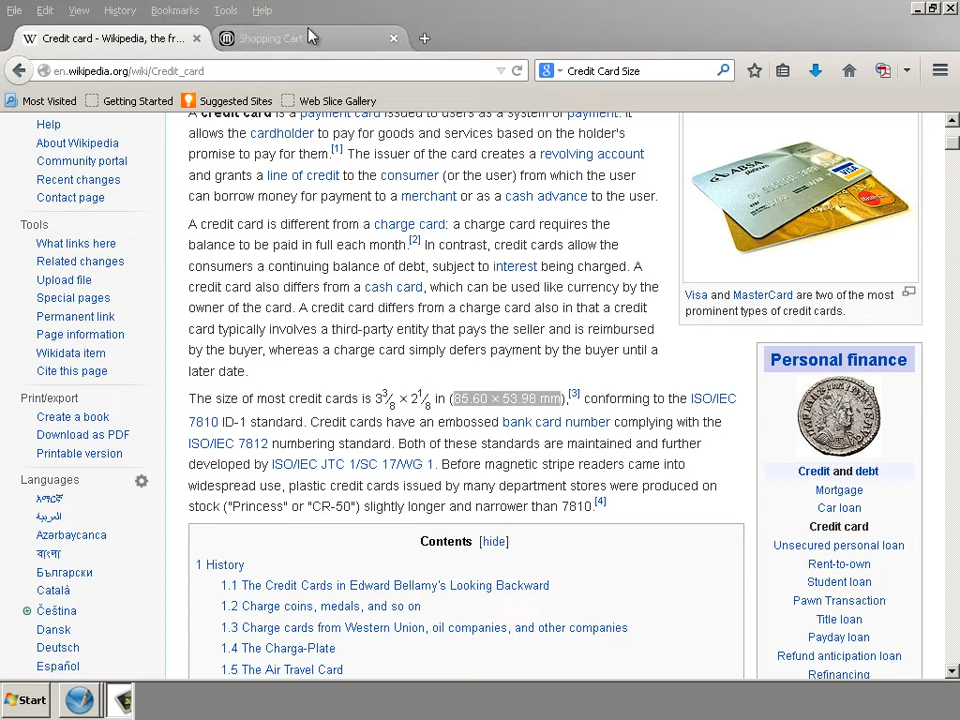 File Edit View History Bookmarks Tools Help
W Credit card - Wikipedia, the fr... × Shopping Cart × +
en.wikipedia.org/wiki/Credit_card Credit Card Size
Most Visited Getting Started Suggested Sites Web Slice Gallery
Help
About Wikipedia
Community portal
Recent changes
Contact page
Tools
What links here
Related changes
Upload file
Special pages
Permanent link
Page information
Wikidata item
Cite this page
Print/export
Create a book
Download as PDF
Printable version
Languages
አማርኛ
العربية
Azərbaycanca
বাংলা
Български
Català
Čeština
Dansk
Deutsch
Español
A credit card is a payment card issued to users as a system of payment. It
allows the cardholder to pay for goods and services based on the holder's
promise to pay for them.[1] The issuer of the card creates a revolving account
and grants a line of credit to the consumer (or the user) from which the user
can borrow money for payment to a merchant or as a cash advance to the user.
A credit card is different from a charge card: a charge card requires the
balance to be paid in full each month.[2] In contrast, credit cards allow the
consumers a continuing balance of debt, subject to interest being charged. A
credit card also differs from a cash card, which can be used like currency by the
owner of the card. A credit card differs from a charge card also in that a credit
card typically involves a third-party entity that pays the seller and is reimbursed
by the buyer, whereas a charge card simply defers payment by the buyer until a
later date.
The size of most credit cards is 3 3/8 × 2 1/8 in (85.60 × 53.98 mm),[3] conforming to the ISO/IEC
7810 ID-1 standard. Credit cards have an embossed bank card number complying with the
ISO/IEC 7812 numbering standard. Both of these standards are maintained and further
developed by ISO/IEC JTC 1/SC 17/WG 1. Before magnetic stripe readers came into
widespread use, plastic credit cards issued by many department stores were produced on
stock ("Princess" or "CR-50") slightly longer and narrower than 7810.[4]
Contents [hide]
1 History
1.1 The Credit Cards in Edward Bellamy's Looking Backward
1.2 Charge coins, medals, and so on
1.3 Charge cards from Western Union, oil companies, and other companies
1.4 The Charga-Plate
1.5 The Air Travel Card
ABSA
platinum
VISA
MasterCard
Visa and MasterCard are two of the most
prominent types of credit cards.
Personal finance
Credit and debt
Mortgage
Car loan
Credit card
Unsecured personal loan
Rent-to-own
Student loan
Pawn Transaction
Title loan
Payday loan
Refund anticipation loan
Refinancing
Start